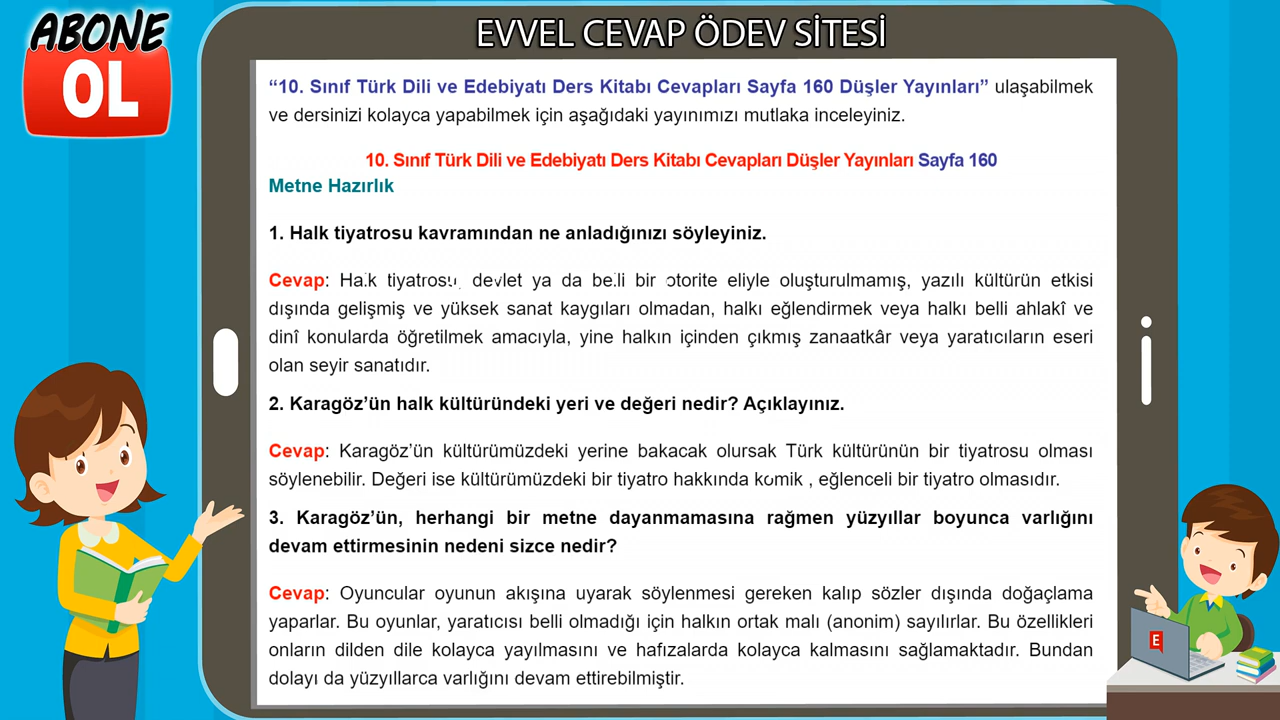 ABONE
OL
EVVEL CEVAP ÖDEV SİTESİ
“10. Sınıf Türk Dili ve Edebiyatı Ders Kitabı Cevapları Sayfa 160 Düşler Yayınları” ulaşabilmek
ve dersinizi kolayca yapabilmek için aşağıdaki yayınımızı mutlaka inceleyiniz.
10. Sınıf Türk Dili ve Edebiyatı Ders Kitabı Cevapları Düşler Yayınları Sayfa 160
Metne Hazırlık
1. Halk tiyatrosu kavramından ne anladığınızı söyleyiniz.
Cevap: Halk tiyatrosu, devlet ya da belli bir otorite eliyle oluşturulmamış, yazılı kültürün etkisi
dışında gelişmiş ve yüksek sanat kaygıları olmadan, halkı eğlendirmek veya halkı belli ahlakî ve
dinî konularda öğretilmek amacıyla, yine halkın içinden çıkmış zanaatkâr veya yaratıcıların eseri
olan seyir sanatıdır.
2. Karagöz’ün halk kültüründeki yeri ve değeri nedir? Açıklayınız.
Cevap: Karagöz’ün kültürümüzdeki yerine bakacak olursak Türk kültürünün bir tiyatrosu olması
söylenebilir. Değeri ise kültürümüzdeki bir tiyatro hakkında komik , eğlenceli bir tiyatro olmasıdır.
3. Karagöz’ün, herhangi bir metne dayanmamasına rağmen yüzyıllar boyunca varlığını
devam ettirmesinin nedeni sizce nedir?
Cevap: Oyuncular oyunun akışına uyarak söylenmesi gereken kalıp sözler dışında doğaçlama
yaparlar. Bu oyunlar, yaratıcısı belli olmadığı için halkın ortak malı (anonim) sayılırlar. Bu özellikleri
onların dilden dile kolayca yayılmasını ve hafızalarda kolayca kalmasını sağlamaktadır. Bundan
dolayı da yüzyıllarca varlığını devam ettirebilmiştir.
E